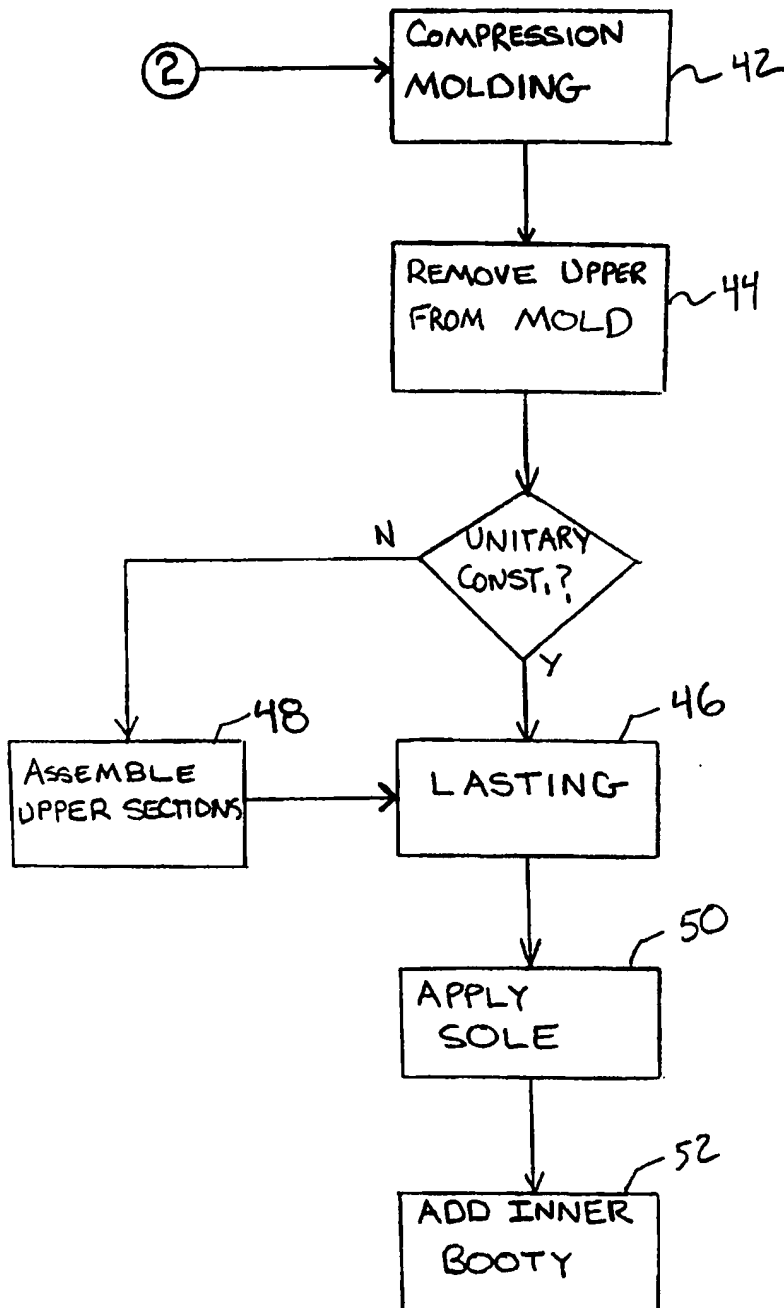 2
COMPRESSION
MOLDING
42
REMOVE UPPER
FROM MOLD
44
N
UNITARY
CONST.?
Y
48
46
ASSEMBLE
UPPER SECTIONS
LASTING
50
APPLY
SOLE
52
ADD INNER
BOOTY